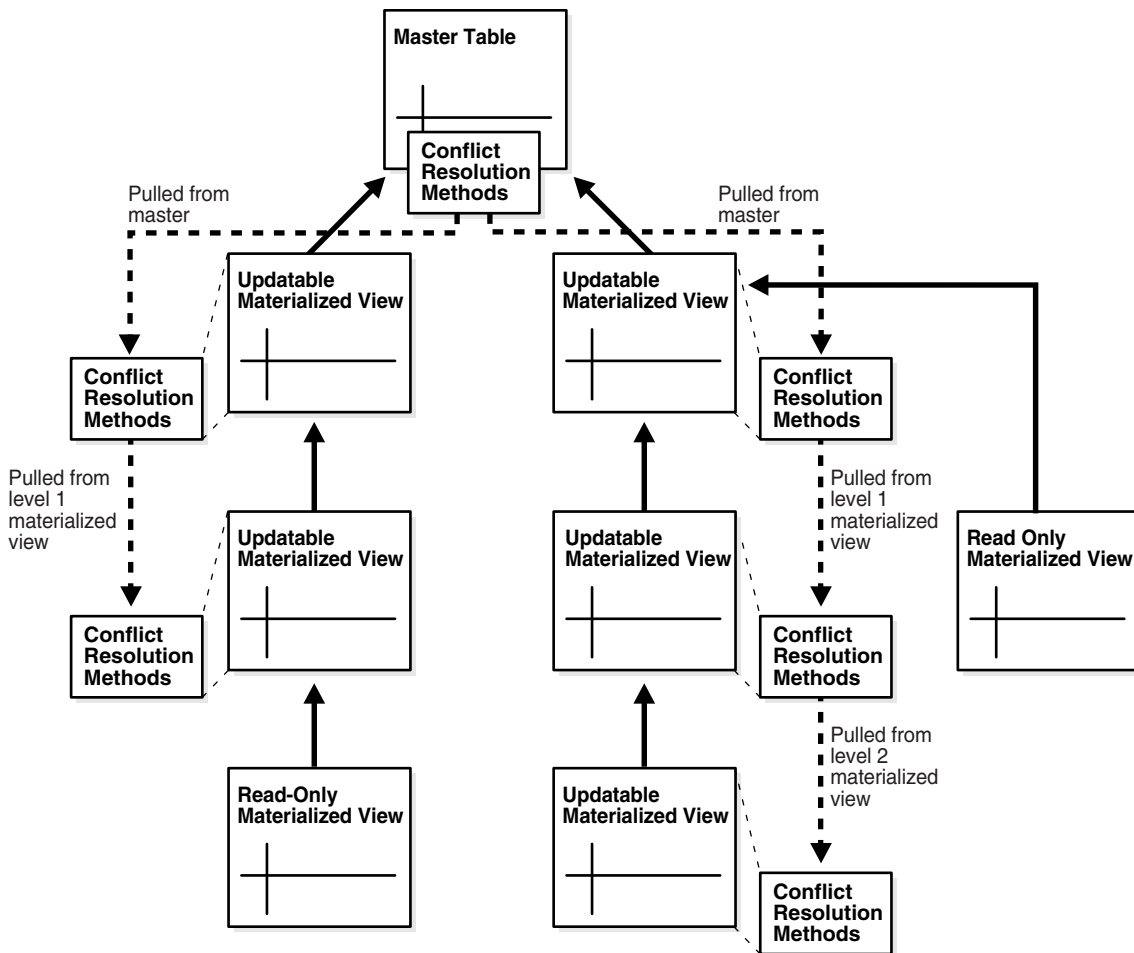 Master Table
Conflict
Resolution
Methods
Pulled from
master
Pulled from
master
Updatable
Materialized View
Updatable
Materialized View
Conflict
Resolution
Methods
Conflict
Resolution
Methods
Pulled from
level 1
materialized
view
Pulled from
level 1
materialized
view
Updatable
Materialized View
Updatable
Materialized View
Read Only
Materialized View
Conflict
Resolution
Methods
Conflict
Resolution
Methods
Pulled from
level 2
materialized
view
Read-Only
Materialized View
Updatable
Materialized View
Conflict
Resolution
Methods